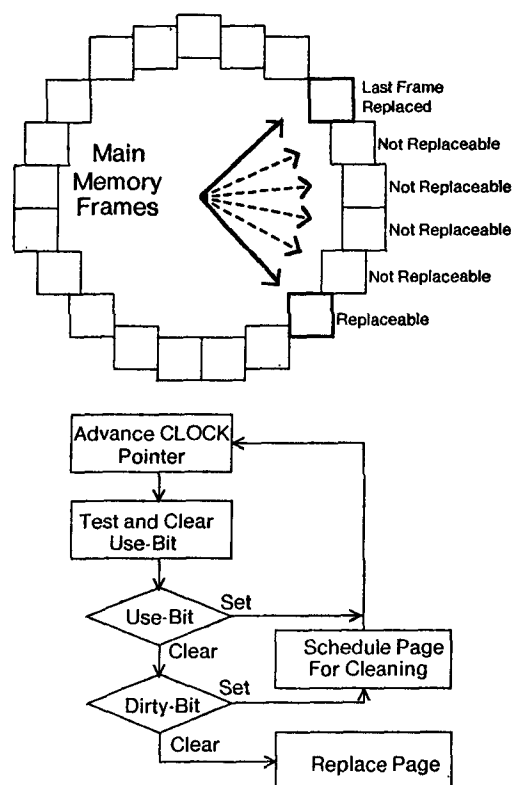 Last Frame
Replaced
Main
Memory
Frames
Not Replaceable
Not Replaceable
Not Replaceable
Not Replaceable
Replaceable
Advance CLOCK
Pointer
Test and Clear
Use-Bit
Use-Bit
Set
Clear
Schedule Page
For Cleaning
Dirty-Bit
Set
Clear
Replace Page